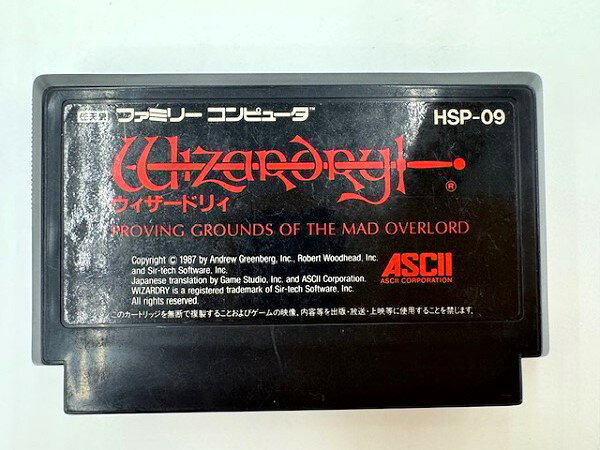 ファミリー コンピュータ™
HSP-09
Wizardry®
ウィザードリィ
PROVING GROUNDS OF THE MAD OVERLORD
Copyright © 1987 by Andrew Greenberg, Inc., Robert Woodhead, Inc.
and Sir-tech Software, Inc.
Japanese translation by Game Studio, Inc. and ASCII Corporation.
WIZARDRY is a registered trademark of Sir-tech Software, Inc.
All rights reserved.
ASCII
ASCII CORPORATION
このカートリッジを無断で複製することおよびゲームの映像、内容等を出版・放送・上映等に使用することを禁じます。